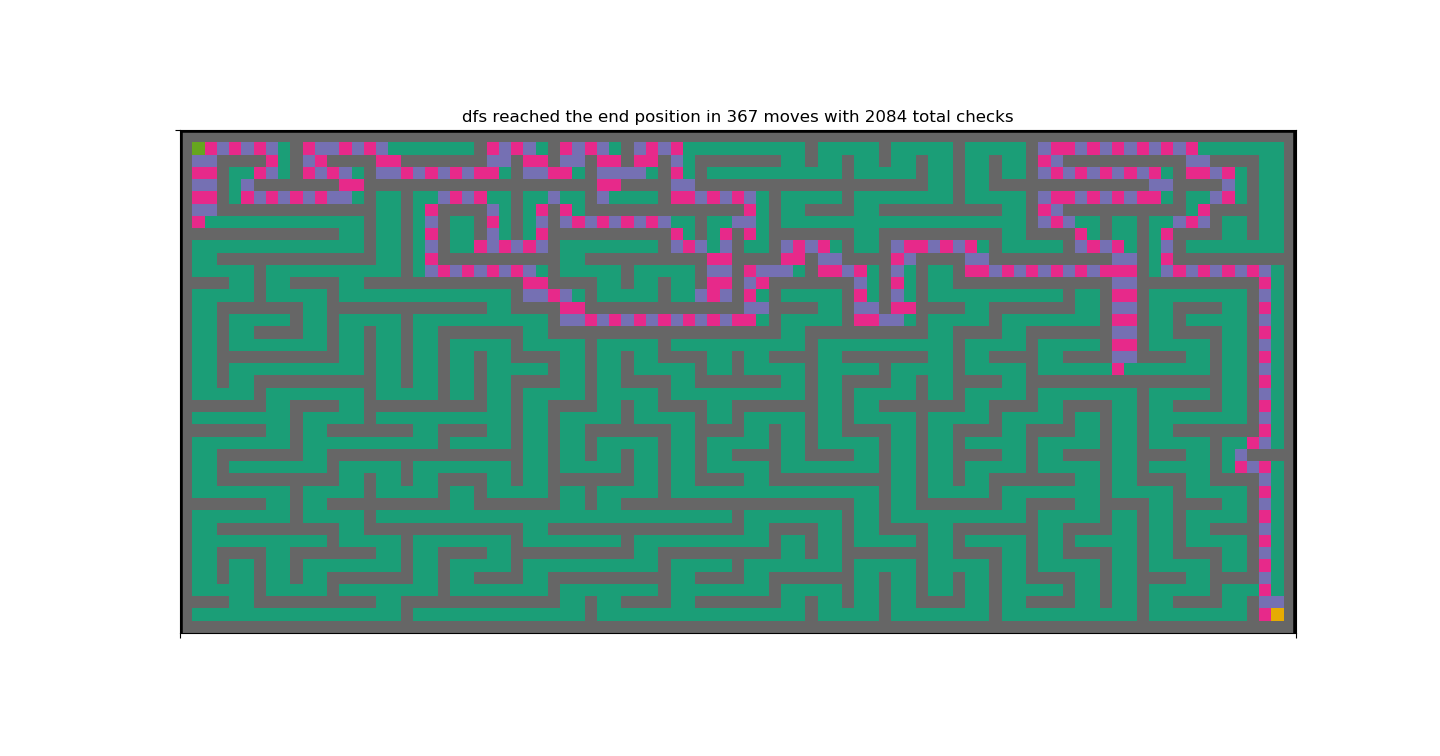 dfs reached the end position in 367 moves with 2084 total checks